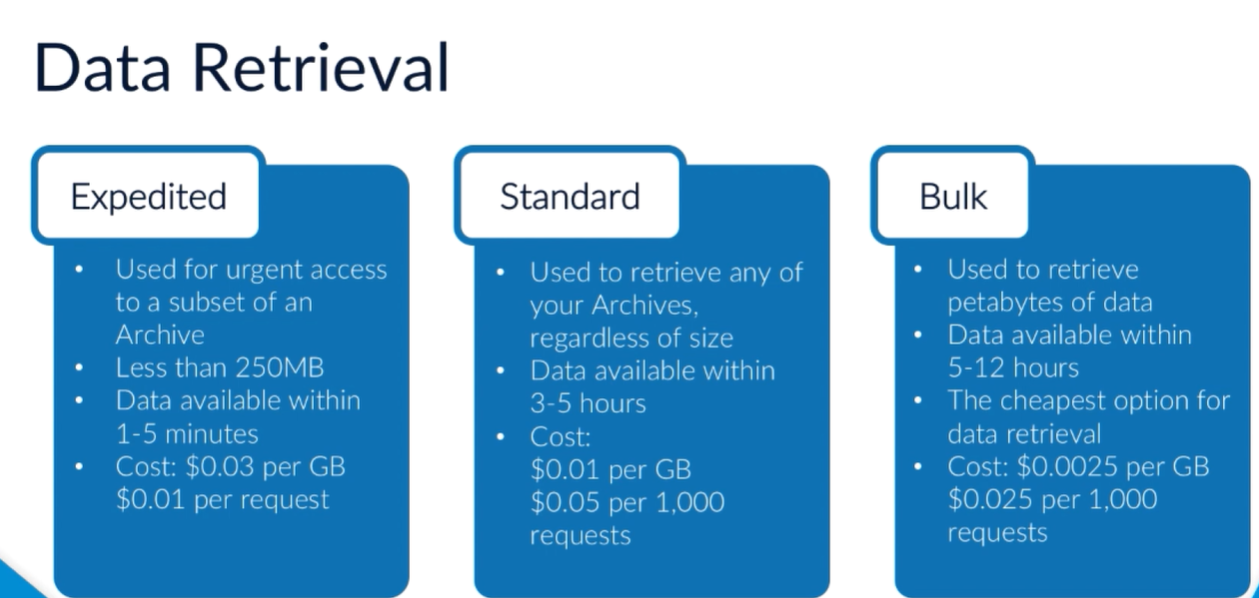 Data Retrieval
Expedited
• Used for urgent access
to a subset of an
Archive
• Less than 250MB
• Data available within
1-5 minutes
• Cost: $0.03 per GB
$0.01 per request
Standard
• Used to retrieve any of
your Archives,
regardless of size
• Data available within
3-5 hours
• Cost:
$0.01 per GB
$0.05 per 1,000
requests
Bulk
• Used to retrieve
petabytes of data
• Data available within
5-12 hours
• The cheapest option for
data retrieval
• Cost: $0.0025 per GB
$0.025 per 1,000
requests